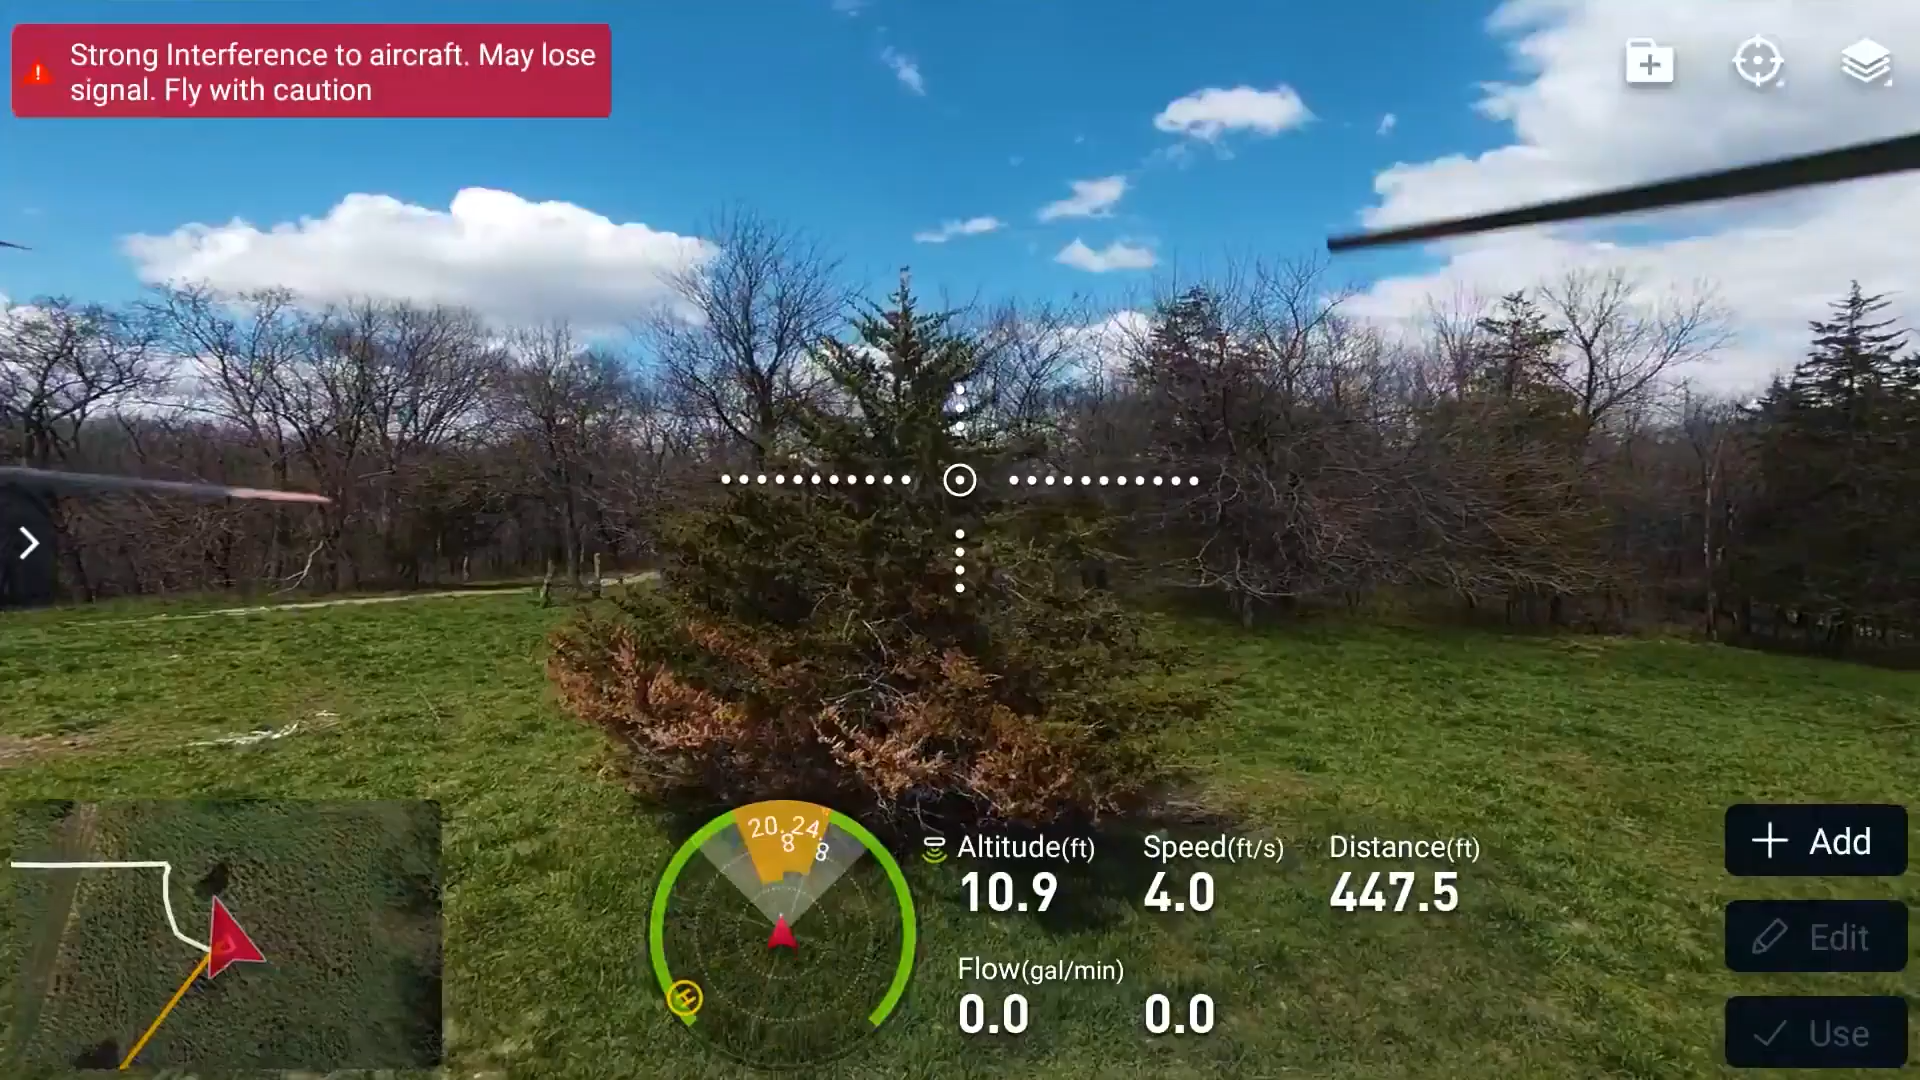 Strong Interference to aircraft. May lose
signal. Fly with caution
20.8
24.8
Altitude(ft) Speed(ft/s) Distance(ft)
10.9 4.0 447.5
Flow(gal/min)
0.0 0.0
H
Add
Edit
Use